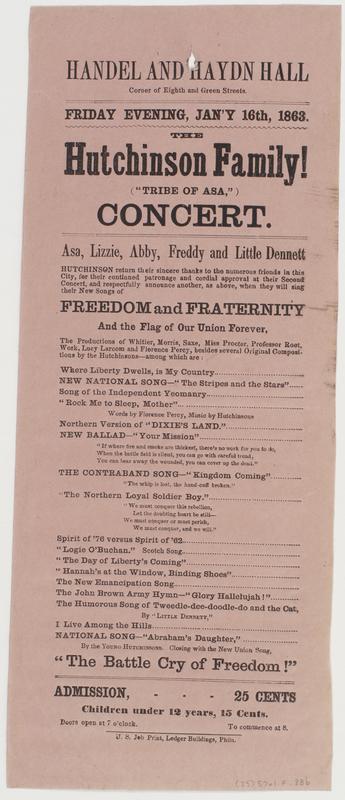 HANDEL AND HAYDN HALL
Corner of Eighth and Green Streets.
FRIDAY EVENING, JAN'Y 16th, 1863.
THE
Hutchinson Family!
("TRIBE OF ASA,")
CONCERT.
Asa, Lizzie, Abby, Freddy and Little Dennett
HUTCHINSON return their sincere thanks to the numerous friends in this
City, for their continued patronage and cordial approval at their Second
Concert, and respectfully announce another, as above, when they will sing
their New Songs of
FREEDOM and FRATERNITY
And the Flag of Our Union Forever,
The Productions of Whittier, Morris, Saxe, Miss Procter, Professor Root,
Work, Lucy Larcom and Florence Percy, besides several Original Composi-
tions by the Hutchinsons—among which are:
Where Liberty Dwells, is My Country
NEW NATIONAL SONG—"The Stripes and the Stars"
Song of the Independent Yeomanry
"Rock Me to Sleep, Mother"
Words by Florence Percy, Music by Hutchinsons
Northern Version of "DIXIE'S LAND."
NEW BALLAD—"Your Mission"
"If where fire and smoke are thickest, there's no work for you to do,
When the battle field is silent, you can go with careful tread;
You can bear away the wounded, you can cover up the dead."
THE CONTRABAND SONG—"Kingdom Coming"
"The whip is lost, the hand-cuff broken."
"The Northern Loyal Soldier Boy."
"We must conquer this rebellion,
Let the doubting heart be still—
We must conquer or must perish,
We must conquer, and we will."
Spirit of '76 versus Spirit of '62
"Logie O'Buchan." Scotch Song
"The Day of Liberty's Coming"
"Hannah's at the Window, Binding Shoes"
The New Emancipation Song
The John Brown Army Hymn—"Glory Hallelujah!"
The Humorous Song of Tweedle-dee-doodle-do and the Cat,
By "LITTLE DENNETT,"
I Live Among the Hills
NATIONAL SONG—"Abraham's Daughter,"
By the YOUNG HUTCHINSONS. Closing with the New Union Song,
"The Battle Cry of Freedom!"
ADMISSION, - - - 25 CENTS
Children under 12 years, 15 Cents.
Doors open at 7 o'clock. To commence at 8.
U. S. Job Print, Ledger Buildings, Phila.